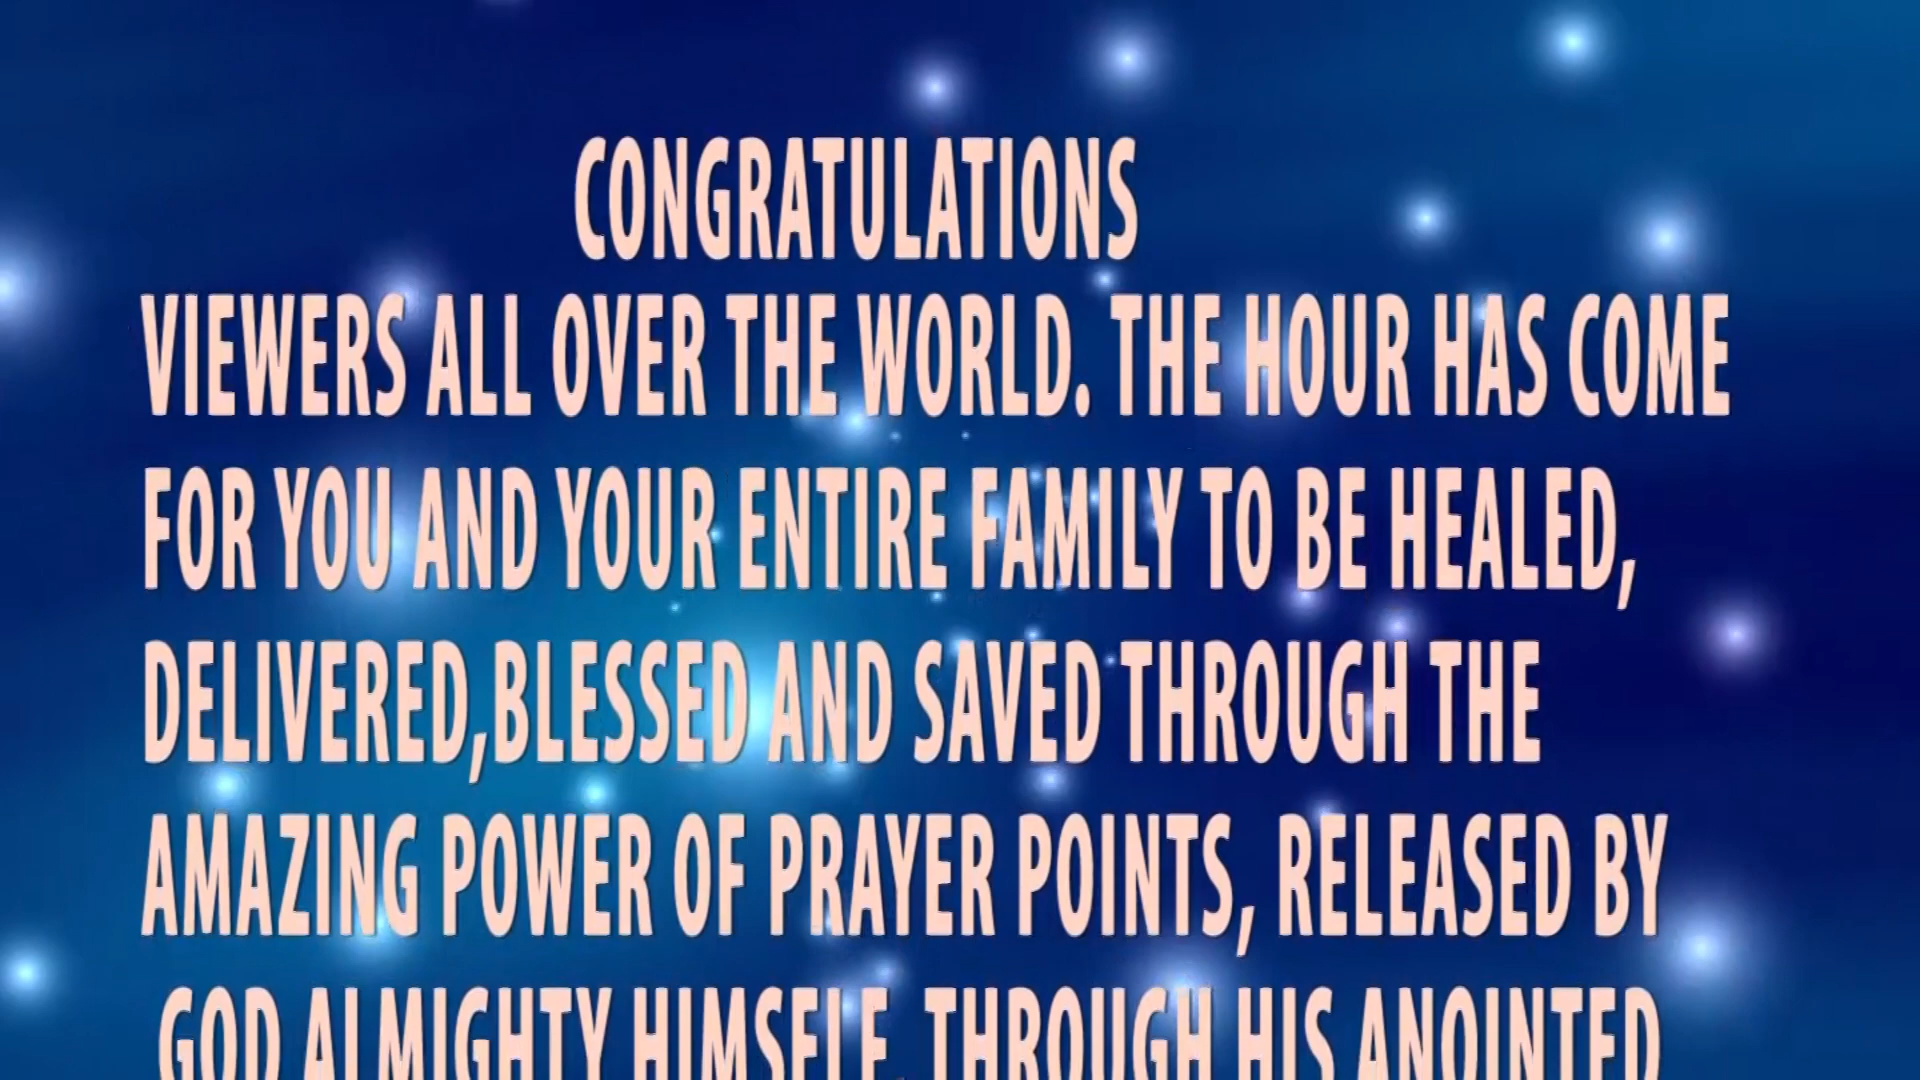 CONGRATULATIONS
VIEWERS ALL OVER THE WORLD. THE HOUR HAS COME
FOR YOU AND YOUR ENTIRE FAMILY TO BE HEALED,
DELIVERED,BLESSED AND SAVED THROUGH THE
AMAZING POWER OF PRAYER POINTS, RELEASED BY
GOD ALMIGHTY HIMSELF, THROUGH HIS ANOINTED